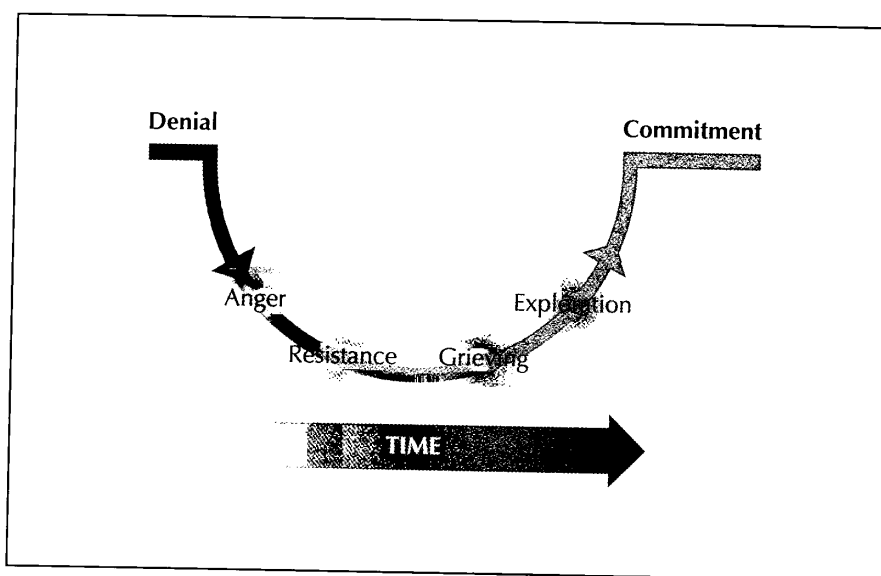 Denial
Commitment
Anger
Exploration
Resistance
Grieving
TIME